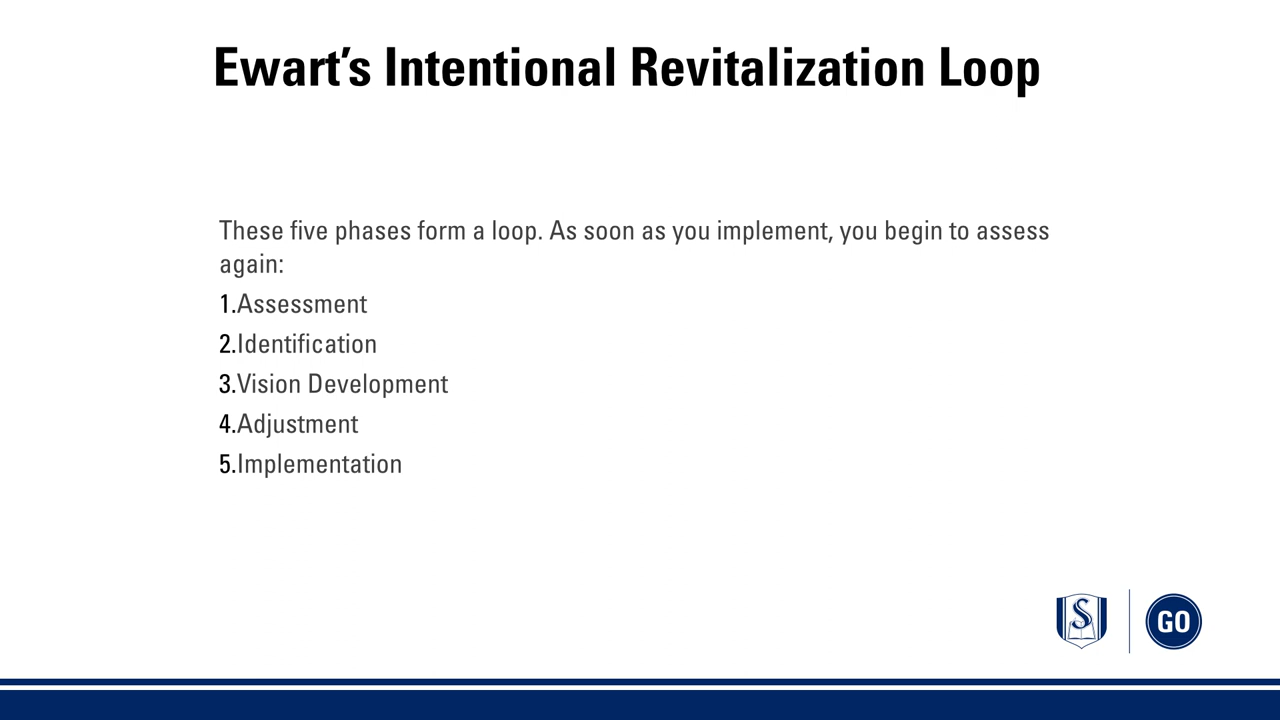 Ewart’s Intentional Revitalization Loop
These five phases form a loop. As soon as you implement, you begin to assess
again:
1.Assessment
2.Identification
3.Vision Development
4.Adjustment
5.Implementation
S
GO